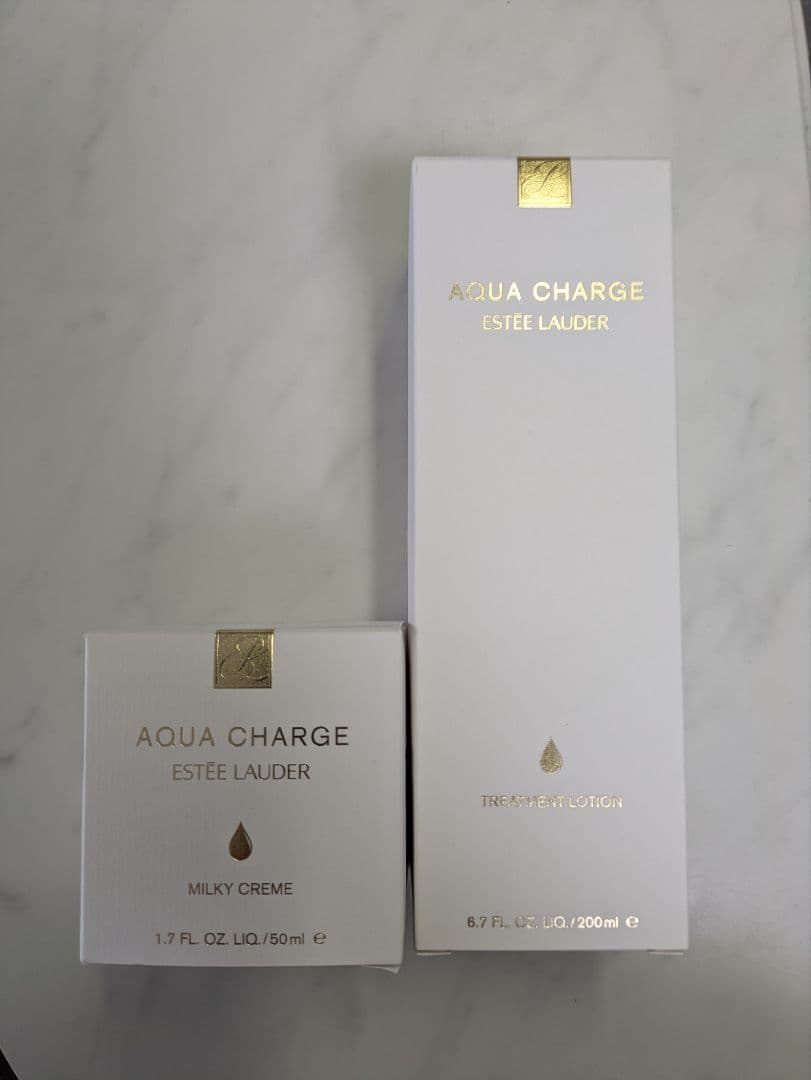 AQUA CHARGE
ESTĒE LAUDER
TREATMENT LOTION
6.7 FL. OZ. LIQ./200ml ℮
AQUA CHARGE
ESTĒE LAUDER
MILKY CREME
1.7 FL. OZ. LIQ./50ml ℮